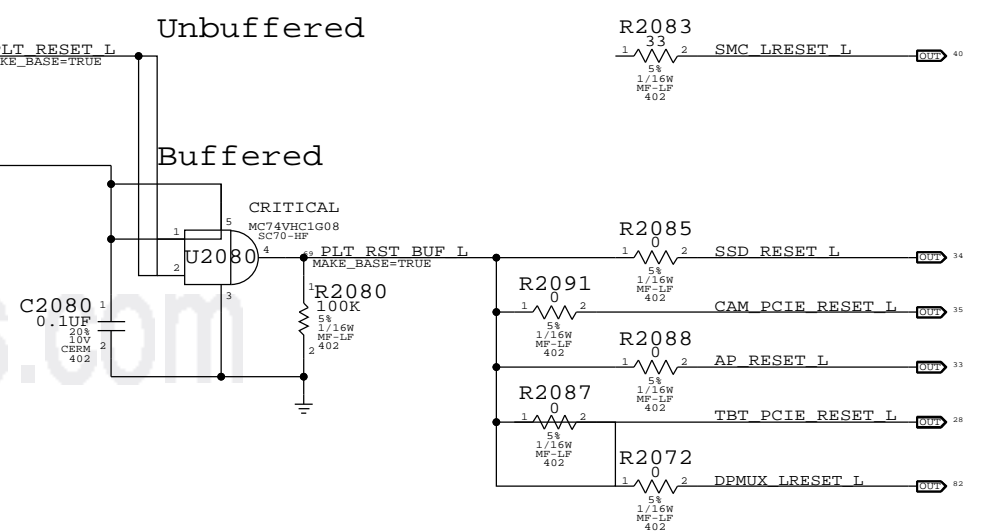 Unbuffered
R2083
33
1 2 SMC_LRESET_L OUT 40
5%
1/16W
MF-LF
402
LT_RESET_L
KE_BASE=TRUE
Buffered
CRITICAL
MC74VHC1G08
SC70-HF
5
1
U2080
4
2
3
69 PLT_RST_BUF_L
MAKE_BASE=TRUE
R2085
0
1 2 SSD_RESET_L OUT 34
5%
1/16W
MF-LF
402
R2091
0
1 2 CAM_PCIE_RESET_L OUT 35
5%
1/16W
MF-LF
402
C2080 1
0.1UF
20%
10V
CERM
402
2
1
R2080
100K
5%
1/16W
MF-LF
402
2
R2088
0
1 2 AP_RESET_L OUT 33
5%
1/16W
MF-LF
402
R2087
0
1 2 TBT_PCIE_RESET_L OUT 28
5%
1/16W
MF-LF
402
R2072
0
1 2 DPMUX_LRESET_L OUT 82
5%
1/16W
MF-LF
402
s.com